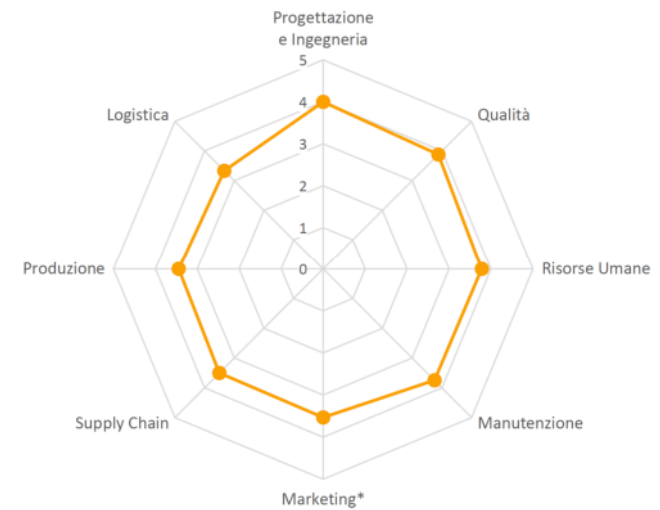 Progettazione
e Ingegneria
5
Logistica
4
Qualità
3
2
1
Produzione
0
Risorse Umane
Supply Chain
Manutenzione
Marketing*